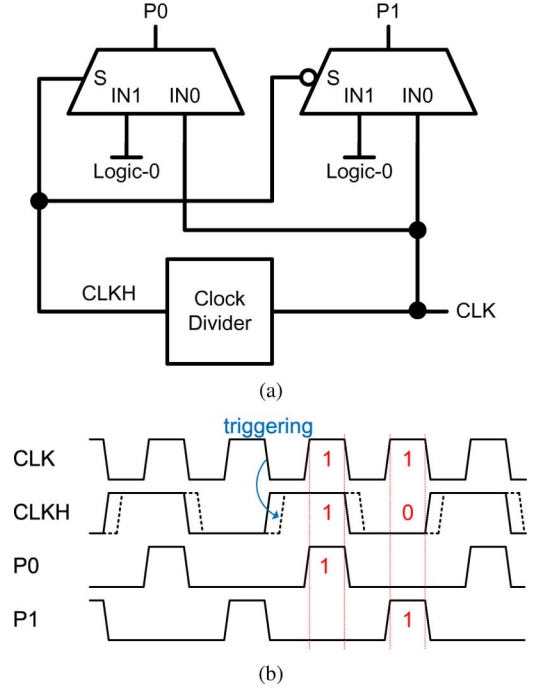 P0 P1
S IN1 IN0 S IN1 IN0
Logic-0 Logic-0
CLKH Clock Divider CLK
(a)
triggering
CLK 1 1
CLKH 1 0
P0 1
P1 1
(b)